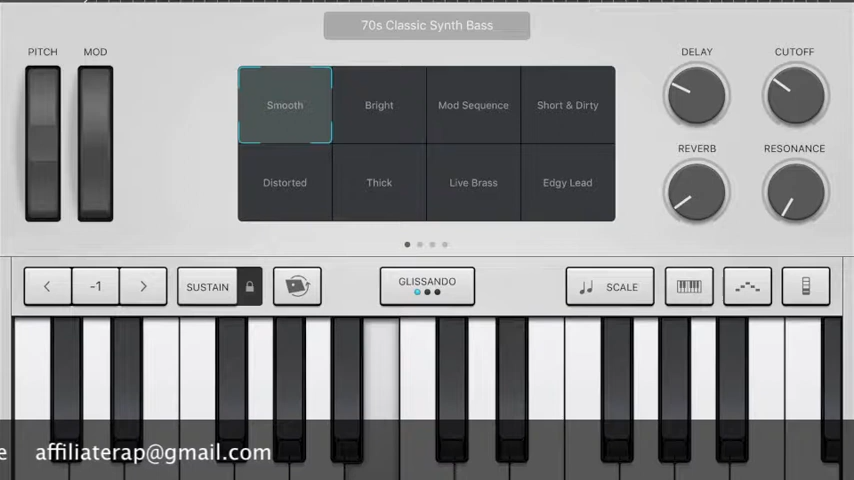 70s Classic Synth Bass
PITCH MOD
DELAY CUTOFF
Smooth Bright Mod Sequence Short & Dirty
REVERB RESONANCE
Distorted Thick Live Brass Edgy Lead
-1 SUSTAIN GLISSANDO SCALE
e affiliaterap@gmail.com